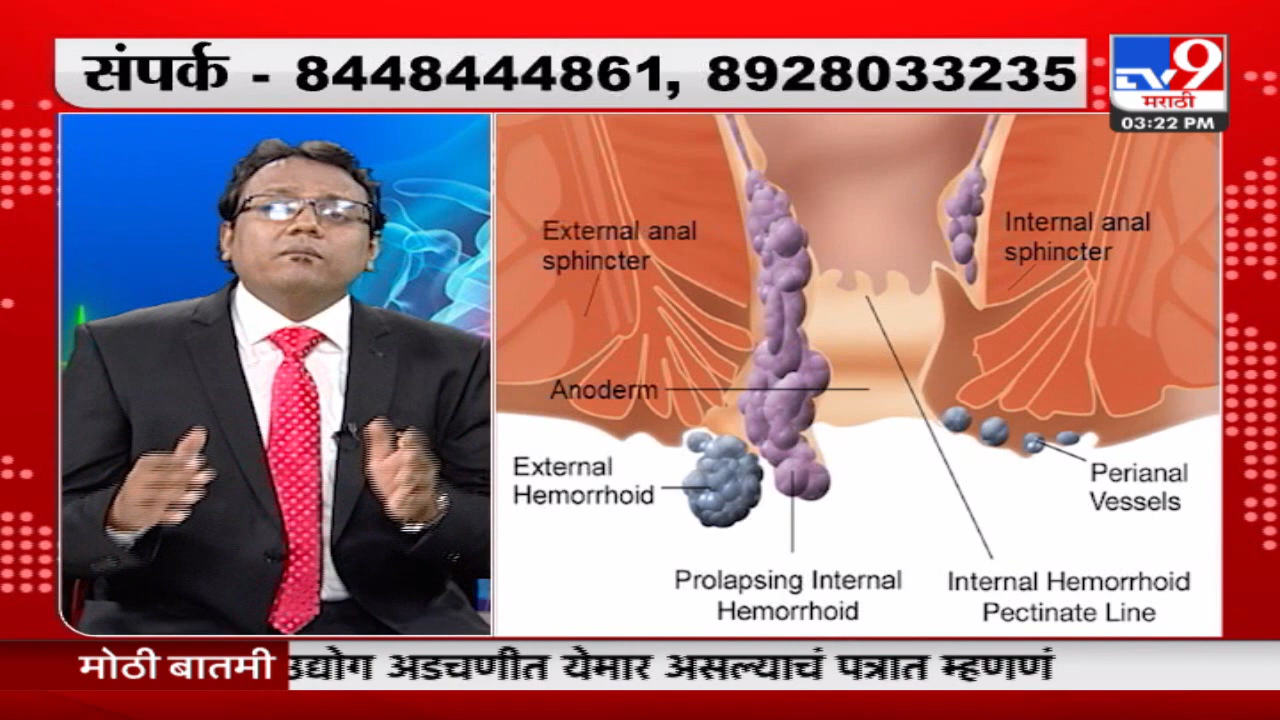 संपर्क - 8448444861, 8928033235
TV9
मराठी
03:22 PM
External anal
sphincter
Internal anal
sphincter
Anoderm
External
Hemorrhoid
Perianal
Vessels
Prolapsing Internal
Hemorrhoid
Internal Hemorrhoid
Pectinate Line
मोठी बातमी
उद्योग अडचणीत येमार असल्याचं पत्रात म्हणणं